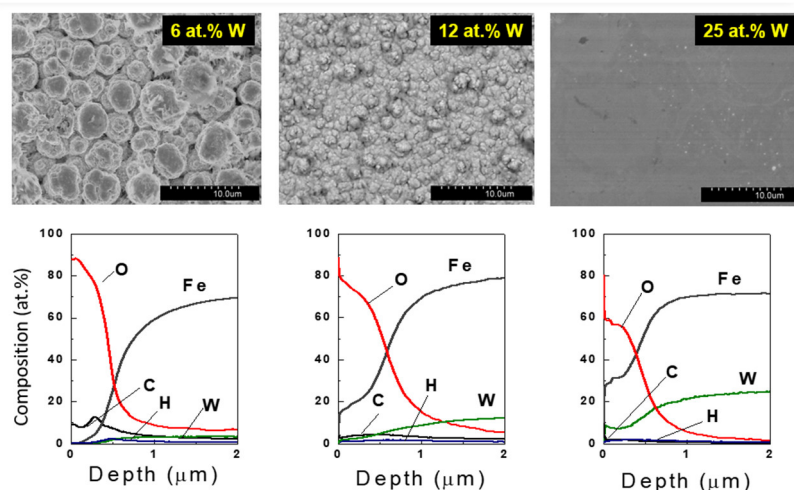 6 at.% W
12 at.% W
25 at.% W
10.0um
10.0um
10.0um
100
80
60
40
20
0
Composition (at.%)
O
Fe
C
H
W
0
1
2
Depth (μm)
100
80
60
40
20
0
O
Fe
C
H
W
0
1
2
Depth (μm)
100
80
60
40
20
0
O
Fe
C
W
H
0
1
2
Depth (μm)